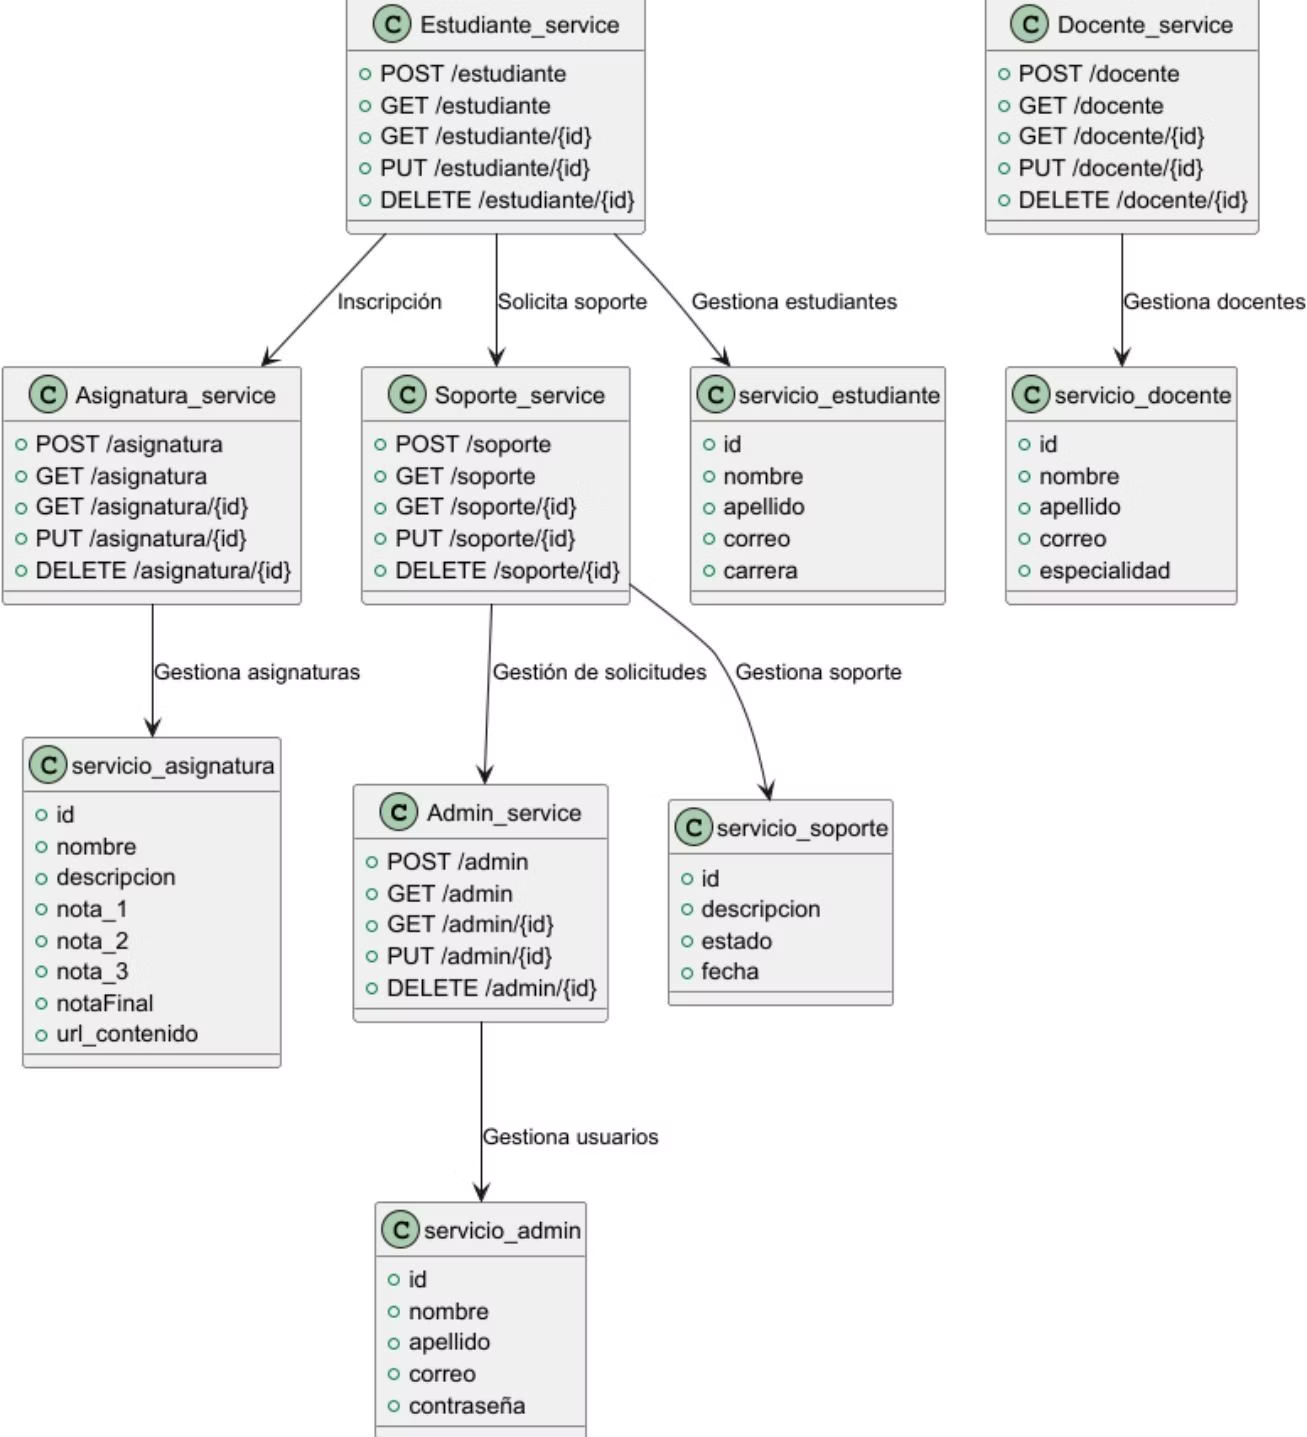 C Estudiante_service
POST /estudiante
GET /estudiante
GET /estudiante/{id}
PUT /estudiante/{id}
DELETE /estudiante/{id}
C Docente_service
POST /docente
GET /docente
GET /docente/{id}
PUT /docente/{id}
DELETE /docente/{id}
Inscripción
Solicita soporte
Gestiona estudiantes
Gestiona docentes
C Asignatura_service
POST /asignatura
GET /asignatura
GET /asignatura/{id}
PUT /asignatura/{id}
DELETE /asignatura/{id}
C Soporte_service
POST /soporte
GET /soporte
GET /soporte/{id}
PUT /soporte/{id}
DELETE /soporte/{id}
C servicio_estudiante
id
nombre
apellido
correo
carrera
C servicio_docente
id
nombre
apellido
correo
especialidad
Gestiona asignaturas
Gestión de solicitudes
Gestiona soporte
C servicio_asignatura
id
nombre
descripcion
nota_1
nota_2
nota_3
notaFinal
url_contenido
C Admin_service
POST /admin
GET /admin
GET /admin/{id}
PUT /admin/{id}
DELETE /admin/{id}
C servicio_soporte
id
descripcion
estado
fecha
Gestiona usuarios
C servicio_admin
id
nombre
apellido
correo
contraseña